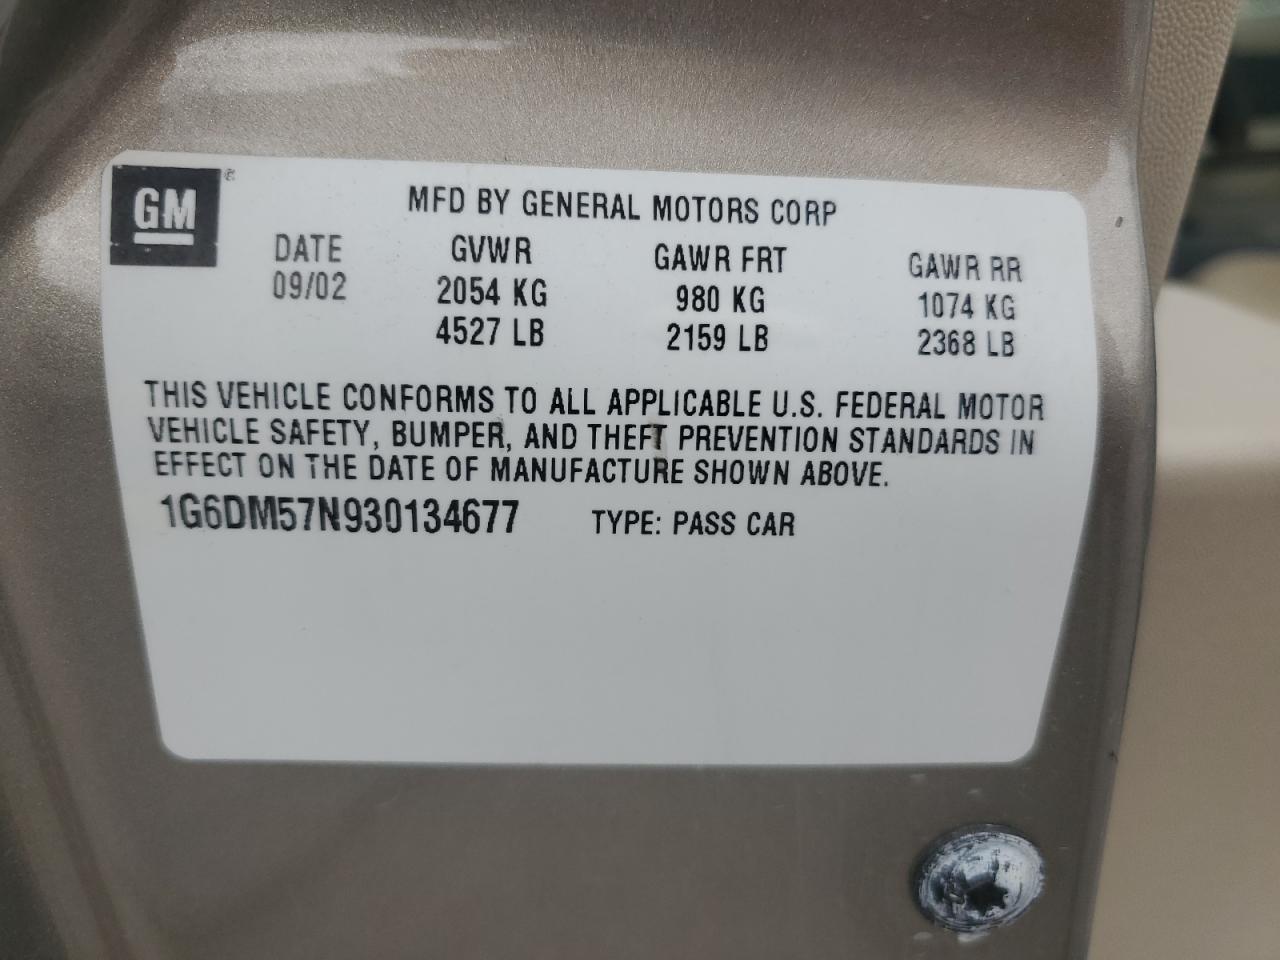 GM®
MFD BY GENERAL MOTORS CORP
DATE GVWR GAWR FRT GAWR RR
09/02 2054 KG 980 KG 1074 KG
4527 LB 2159 LB 2368 LB
THIS VEHICLE CONFORMS TO ALL APPLICABLE U.S. FEDERAL MOTOR
VEHICLE SAFETY, BUMPER, AND THEFT PREVENTION STANDARDS IN
EFFECT ON THE DATE OF MANUFACTURE SHOWN ABOVE.
1G6DM57N930134677 TYPE: PASS CAR